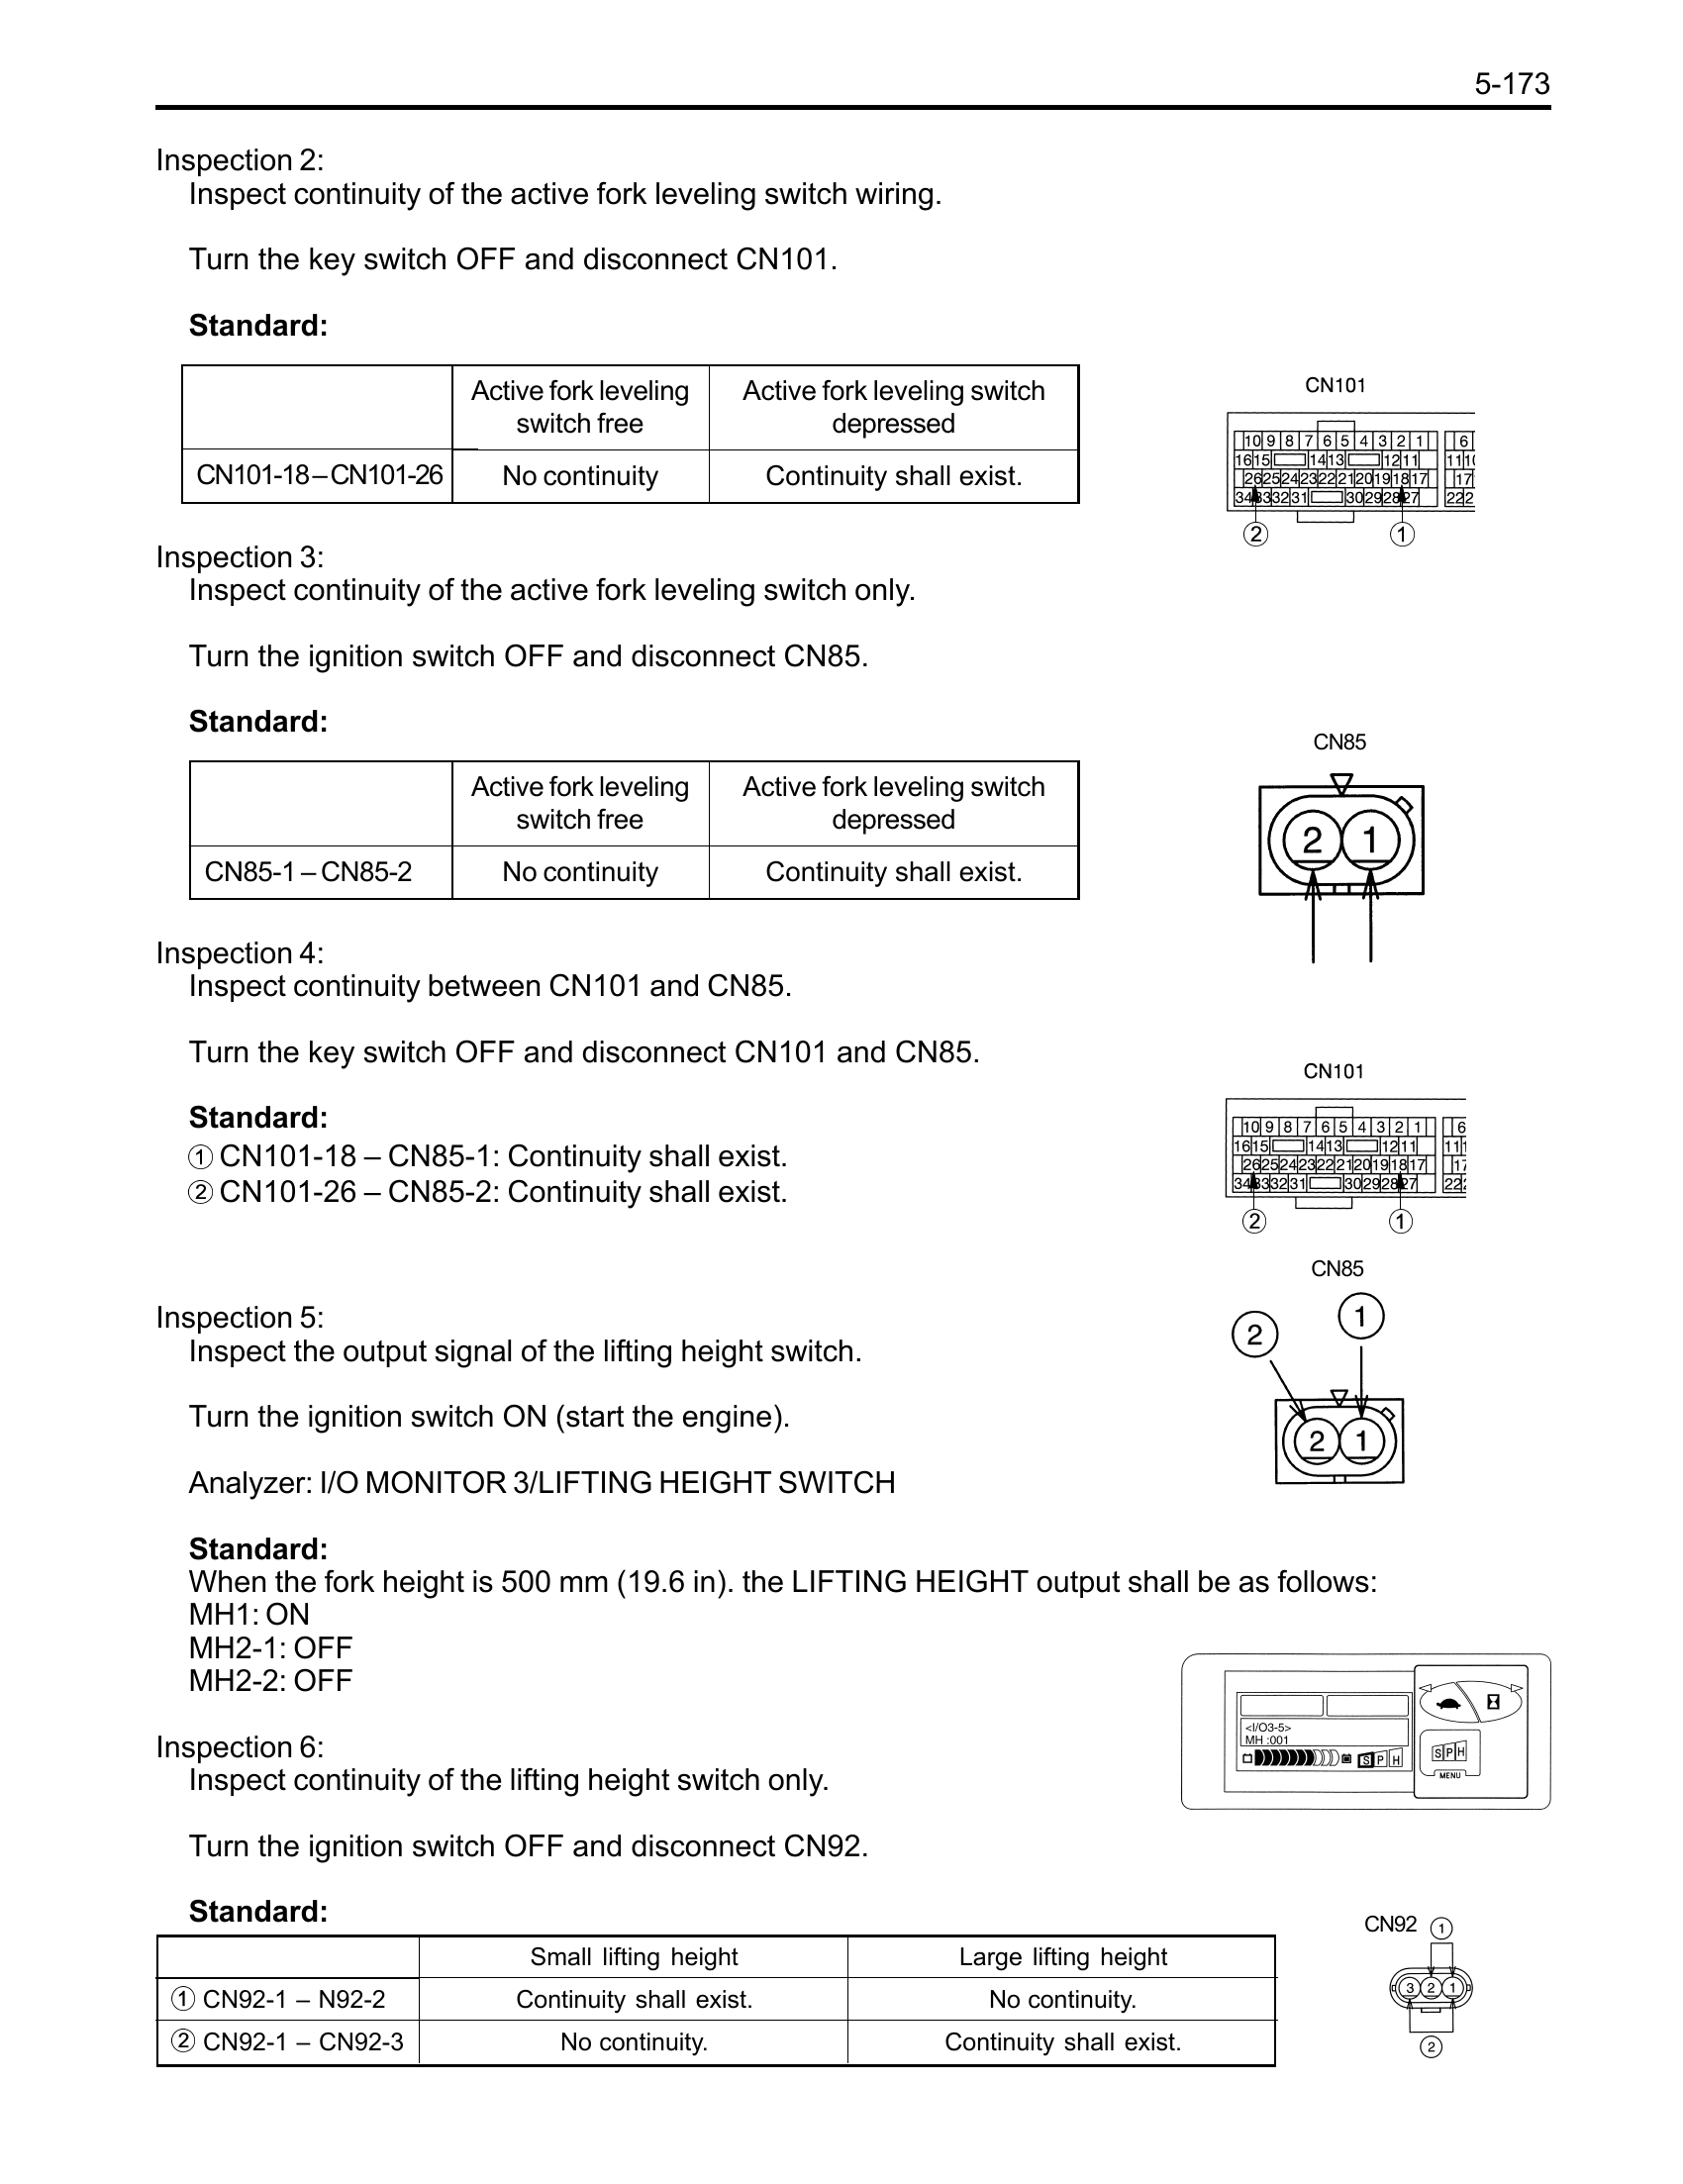 5-173
Inspection 2:
Inspect continuity of the active fork leveling switch wiring.
Turn the key switch OFF and disconnect CN101.
Standard:
Active fork leveling switch free | Active fork leveling switch depressed
CN101-18 – CN101-26 | No continuity | Continuity shall exist.
CN101
10 9 8 7 6 5 4 3 2 1 6
16 15 14 13 12 11 11
26 25 24 23 22 21 20 19 18 17 17
34 33 32 31 30 29 28 27 22
② ①
Inspection 3:
Inspect continuity of the active fork leveling switch only.
Turn the ignition switch OFF and disconnect CN85.
Standard:
Active fork leveling switch free | Active fork leveling switch depressed
CN85-1 – CN85-2 | No continuity | Continuity shall exist.
CN85
2 1
Inspection 4:
Inspect continuity between CN101 and CN85.
Turn the key switch OFF and disconnect CN101 and CN85.
Standard:
① CN101-18 – CN85-1: Continuity shall exist.
② CN101-26 – CN85-2: Continuity shall exist.
CN101
10 9 8 7 6 5 4 3 2 1 6
16 15 14 13 12 11 11
26 25 24 23 22 21 20 19 18 17 17
34 33 32 31 30 29 28 27 22
② ①
CN85
② ①
2 1
Inspection 5:
Inspect the output signal of the lifting height switch.
Turn the ignition switch ON (start the engine).
Analyzer: I/O MONITOR 3/LIFTING HEIGHT SWITCH
Standard:
When the fork height is 500 mm (19.6 in). the LIFTING HEIGHT output shall be as follows:
MH1: ON
MH2-1: OFF
MH2-2: OFF
<I/O3-5>
MH :001
S P H
S P H
MENU
Inspection 6:
Inspect continuity of the lifting height switch only.
Turn the ignition switch OFF and disconnect CN92.
Standard:
Small lifting height | Large lifting height
① CN92-1 – N92-2 | Continuity shall exist. | No continuity.
② CN92-1 – CN92-3 | No continuity. | Continuity shall exist.
CN92 ①
3 2 1
②